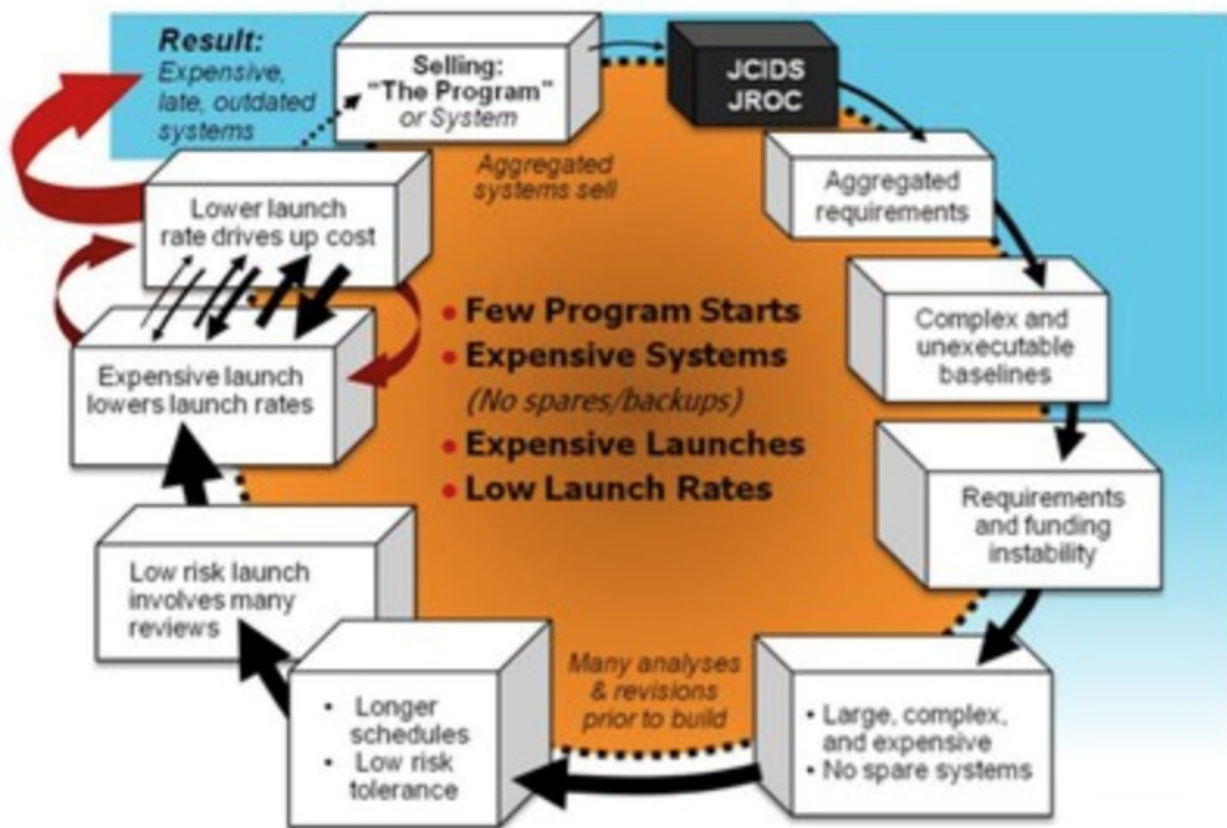 Result:
Expensive,
late, outdated
systems
Selling:
"The Program"
or System
JCIDS
JROC
Aggregated
systems sell
Aggregated
requirements
Lower launch
rate drives up cost
Complex and
unexecutable
baselines
• Few Program Starts
• Expensive Systems
(No spares/backups)
• Expensive Launches
• Low Launch Rates
Expensive launch
lowers launch rates
Requirements
and funding
instability
Low risk launch
involves many
reviews
Many analyses
& revisions
prior to build
• Longer
schedules
• Low risk
tolerance
• Large, complex,
and expensive
• No spare systems